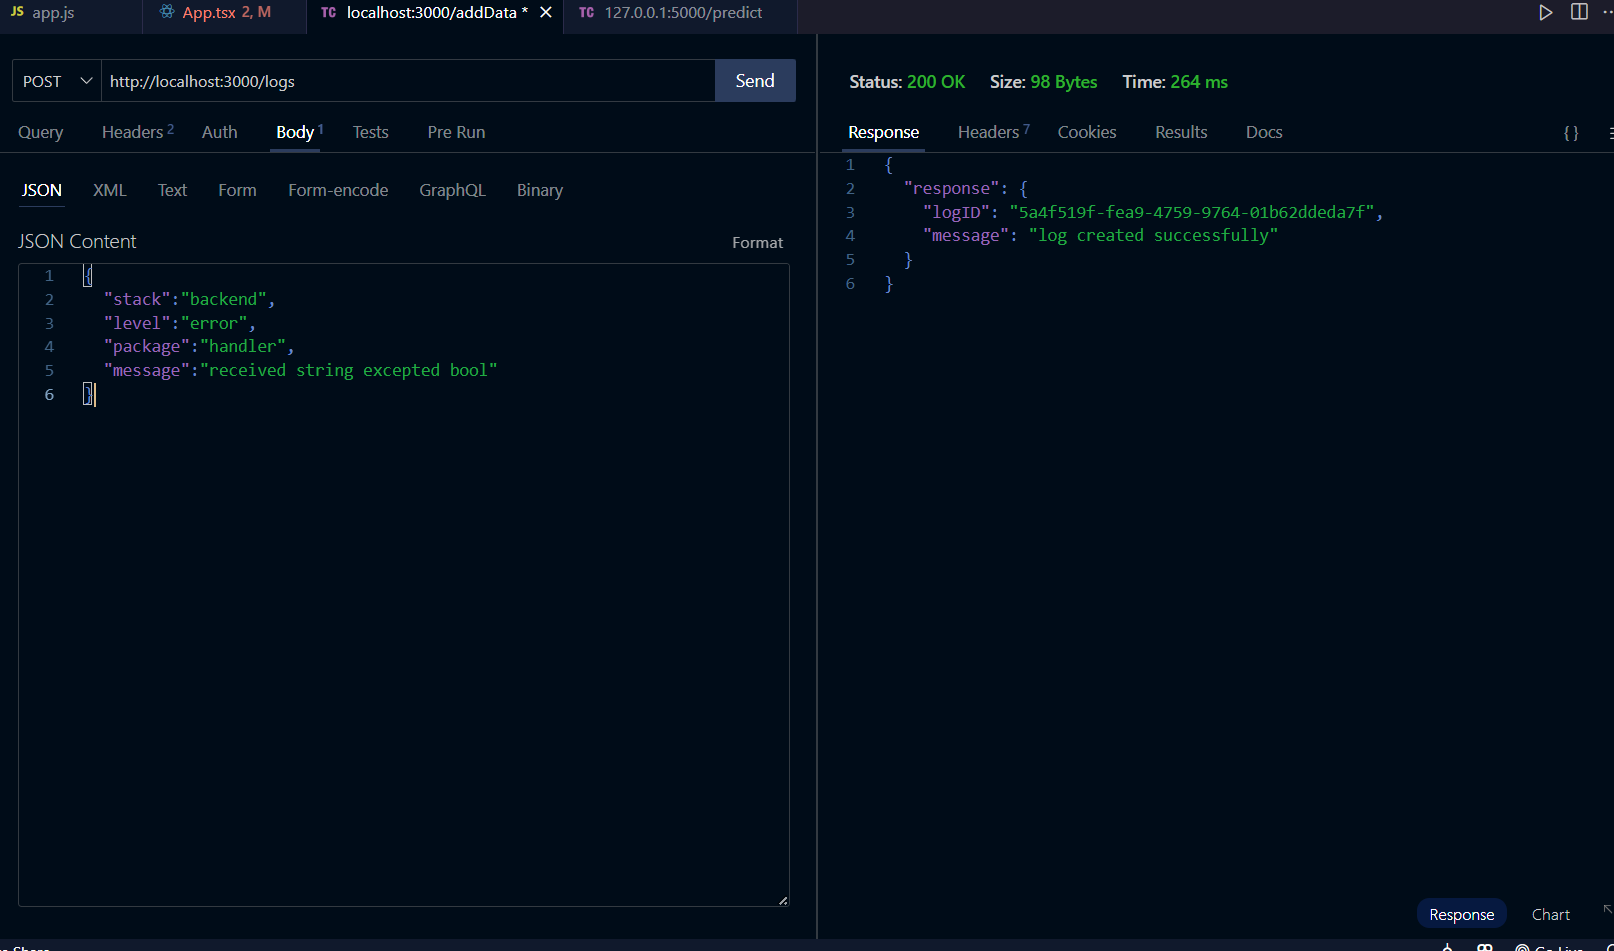 JS app.js App.tsx 2, M TC localhost:3000/addData * TC 127.0.0.1:5000/predict
POST http://localhost:3000/logs Send
Status: 200 OK Size: 98 Bytes Time: 264 ms
Query Headers 2 Auth Body 1 Tests Pre Run
Response Headers 7 Cookies Results Docs { }
JSON XML Text Form Form-encode GraphQL Binary
JSON Content Format
1 {
2 "stack":"backend",
3 "level":"error",
4 "package":"handler",
5 "message":"received string excepted bool"
6 }
1 {
2 "response": {
3 "logID": "5a4f519f-fea9-4759-9764-01b62ddeda7f",
4 "message": "log created successfully"
5 }
6 }
Response Chart
Share
Go Live